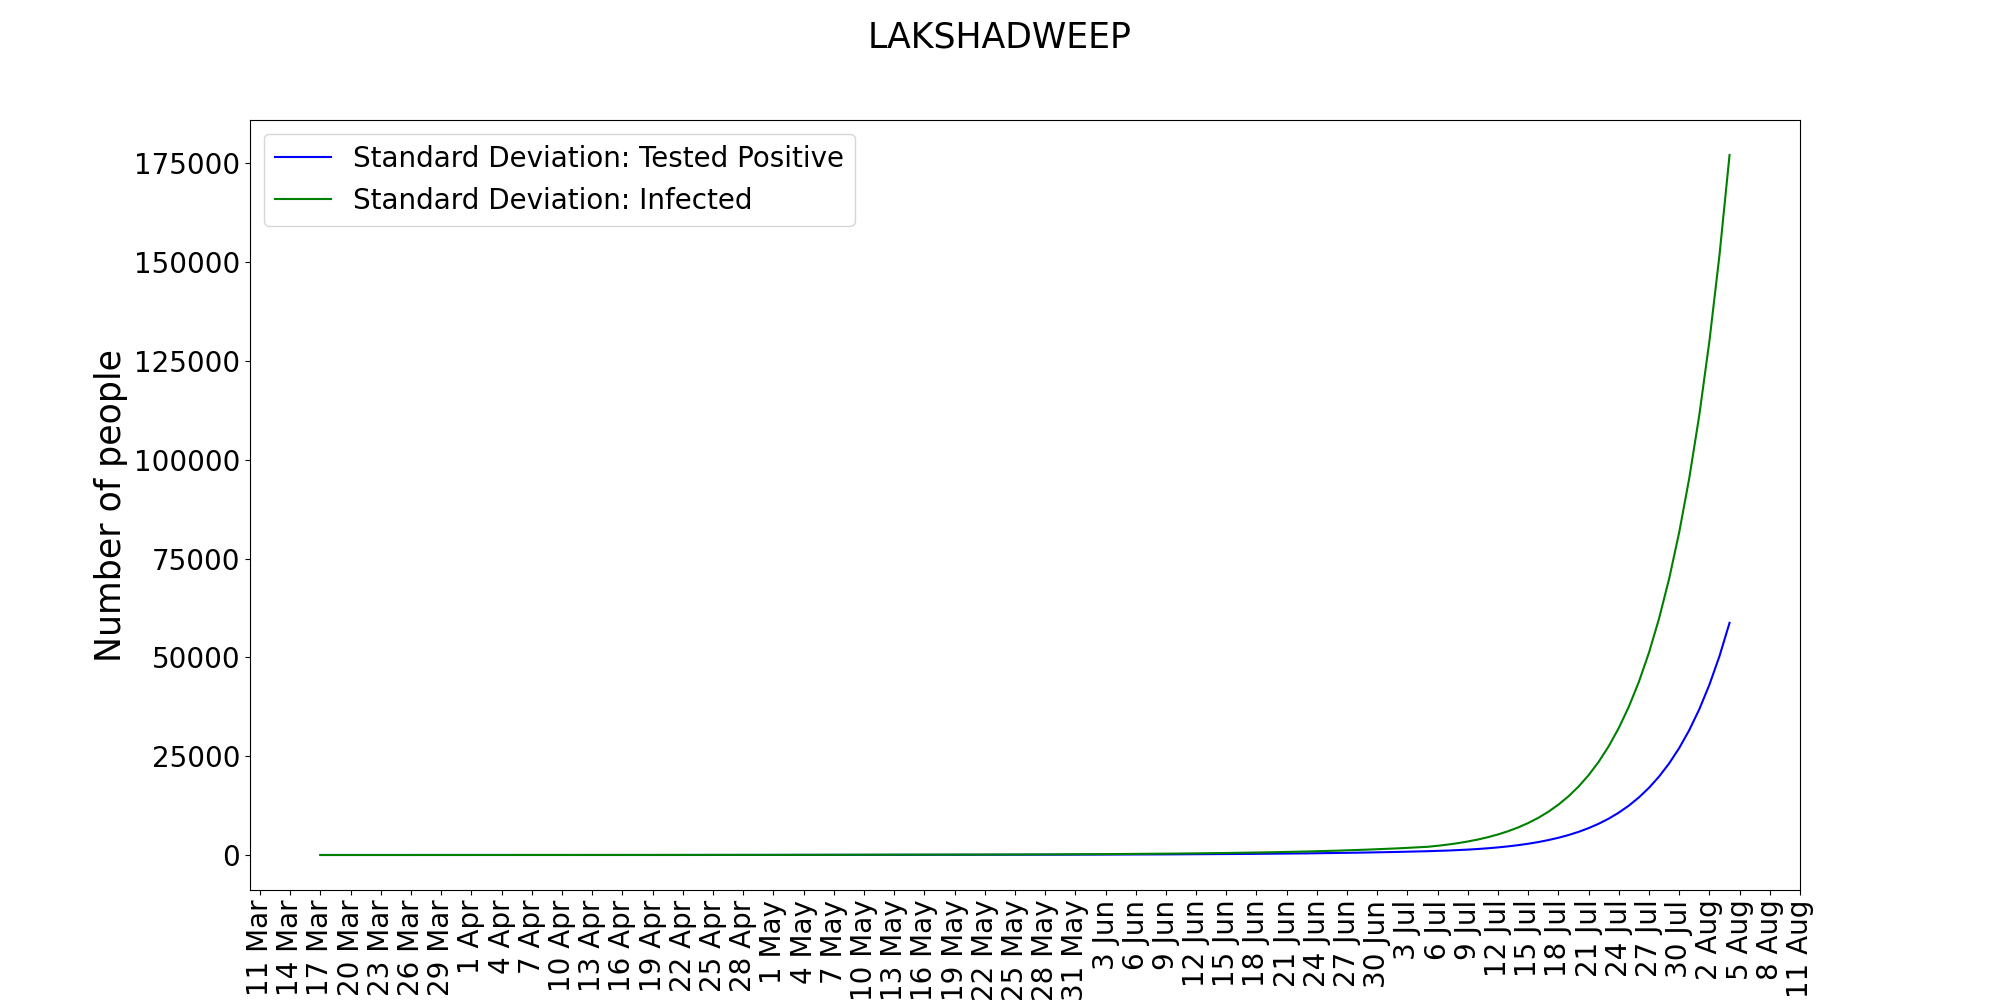 LAKSHADWEEP
Standard Deviation: Tested Positive
Standard Deviation: Infected
Number of people
175000
150000
125000
100000
75000
50000
25000
0
11 Mar
14 Mar
17 Mar
20 Mar
23 Mar
26 Mar
29 Mar
1 Apr
4 Apr
7 Apr
10 Apr
13 Apr
16 Apr
19 Apr
22 Apr
25 Apr
28 Apr
1 May
4 May
7 May
10 May
13 May
16 May
19 May
22 May
25 May
28 May
31 May
3 Jun
6 Jun
9 Jun
12 Jun
15 Jun
18 Jun
21 Jun
24 Jun
27 Jun
30 Jun
3 Jul
6 Jul
9 Jul
12 Jul
15 Jul
18 Jul
21 Jul
24 Jul
27 Jul
30 Jul
2 Aug
5 Aug
8 Aug
11 Aug